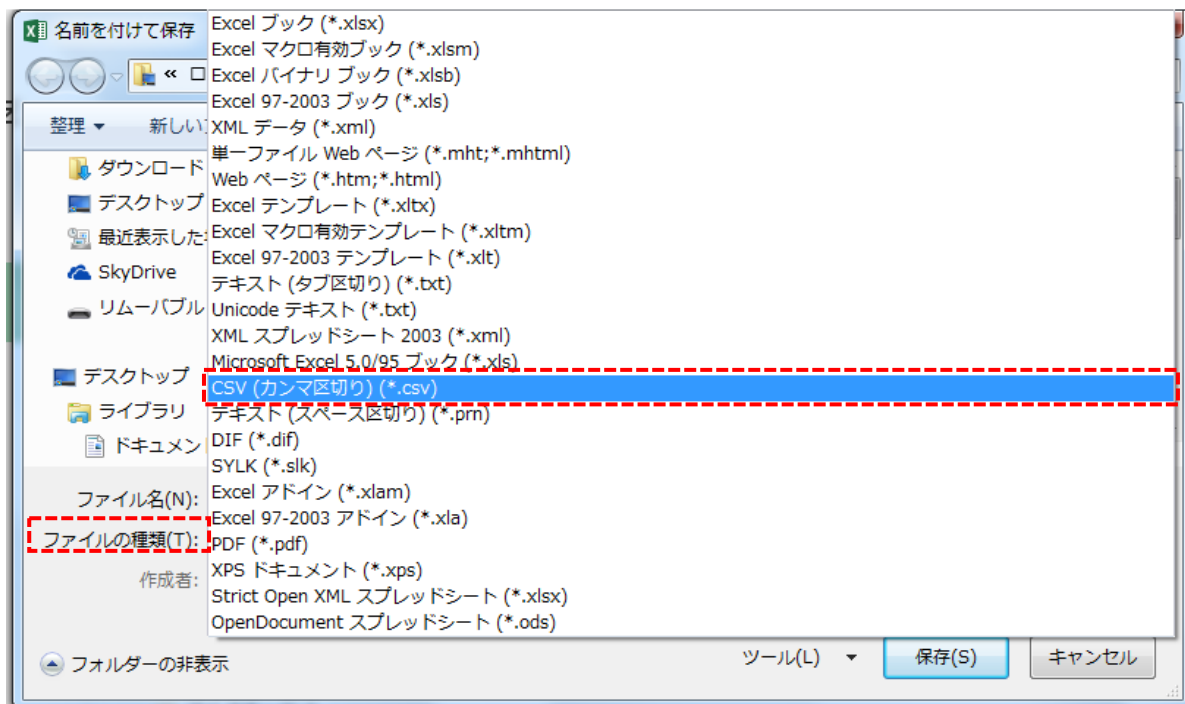 名前を付けて保存
« ロ
整理
新しい
ダウンロード
デスクトップ
最近表示した
SkyDrive
リムーバブル
デスクトップ
ライブラリ
ドキュメン
Excel ブック (*.xlsx)
Excel マクロ有効ブック (*.xlsm)
Excel バイナリ ブック (*.xlsb)
Excel 97-2003 ブック (*.xls)
XML データ (*.xml)
単一ファイル Web ページ (*.mht;*.mhtml)
Web ページ (*.htm;*.html)
Excel テンプレート (*.xltx)
Excel マクロ有効テンプレート (*.xltm)
Excel 97-2003 テンプレート (*.xlt)
テキスト (タブ区切り) (*.txt)
Unicode テキスト (*.txt)
XML スプレッドシート 2003 (*.xml)
Microsoft Excel 5.0/95 ブック (*.xls)
CSV (カンマ区切り) (*.csv)
テキスト (スペース区切り) (*.prn)
DIF (*.dif)
SYLK (*.slk)
Excel アドイン (*.xlam)
Excel 97-2003 アドイン (*.xla)
PDF (*.pdf)
XPS ドキュメント (*.xps)
Strict Open XML スプレッドシート (*.xlsx)
OpenDocument スプレッドシート (*.ods)
ファイル名(N):
ファイルの種類(T):
作成者:
フォルダーの非表示
ツール(L)
保存(S)
キャンセル